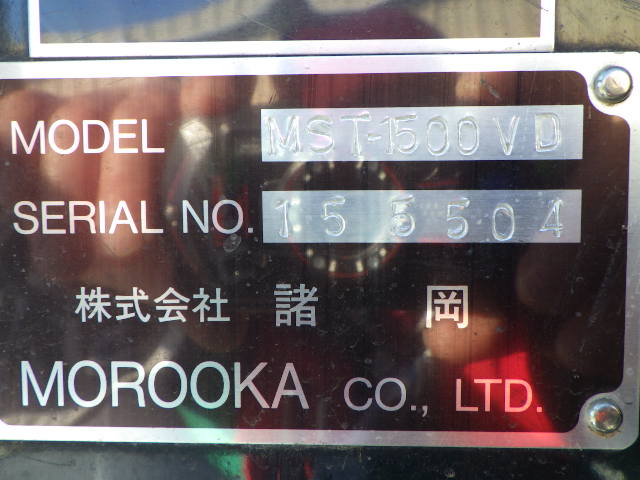 MODEL MST-1500VD
SERIAL NO. 155504
株式会社 諸岡
MOROOKA CO., LTD.